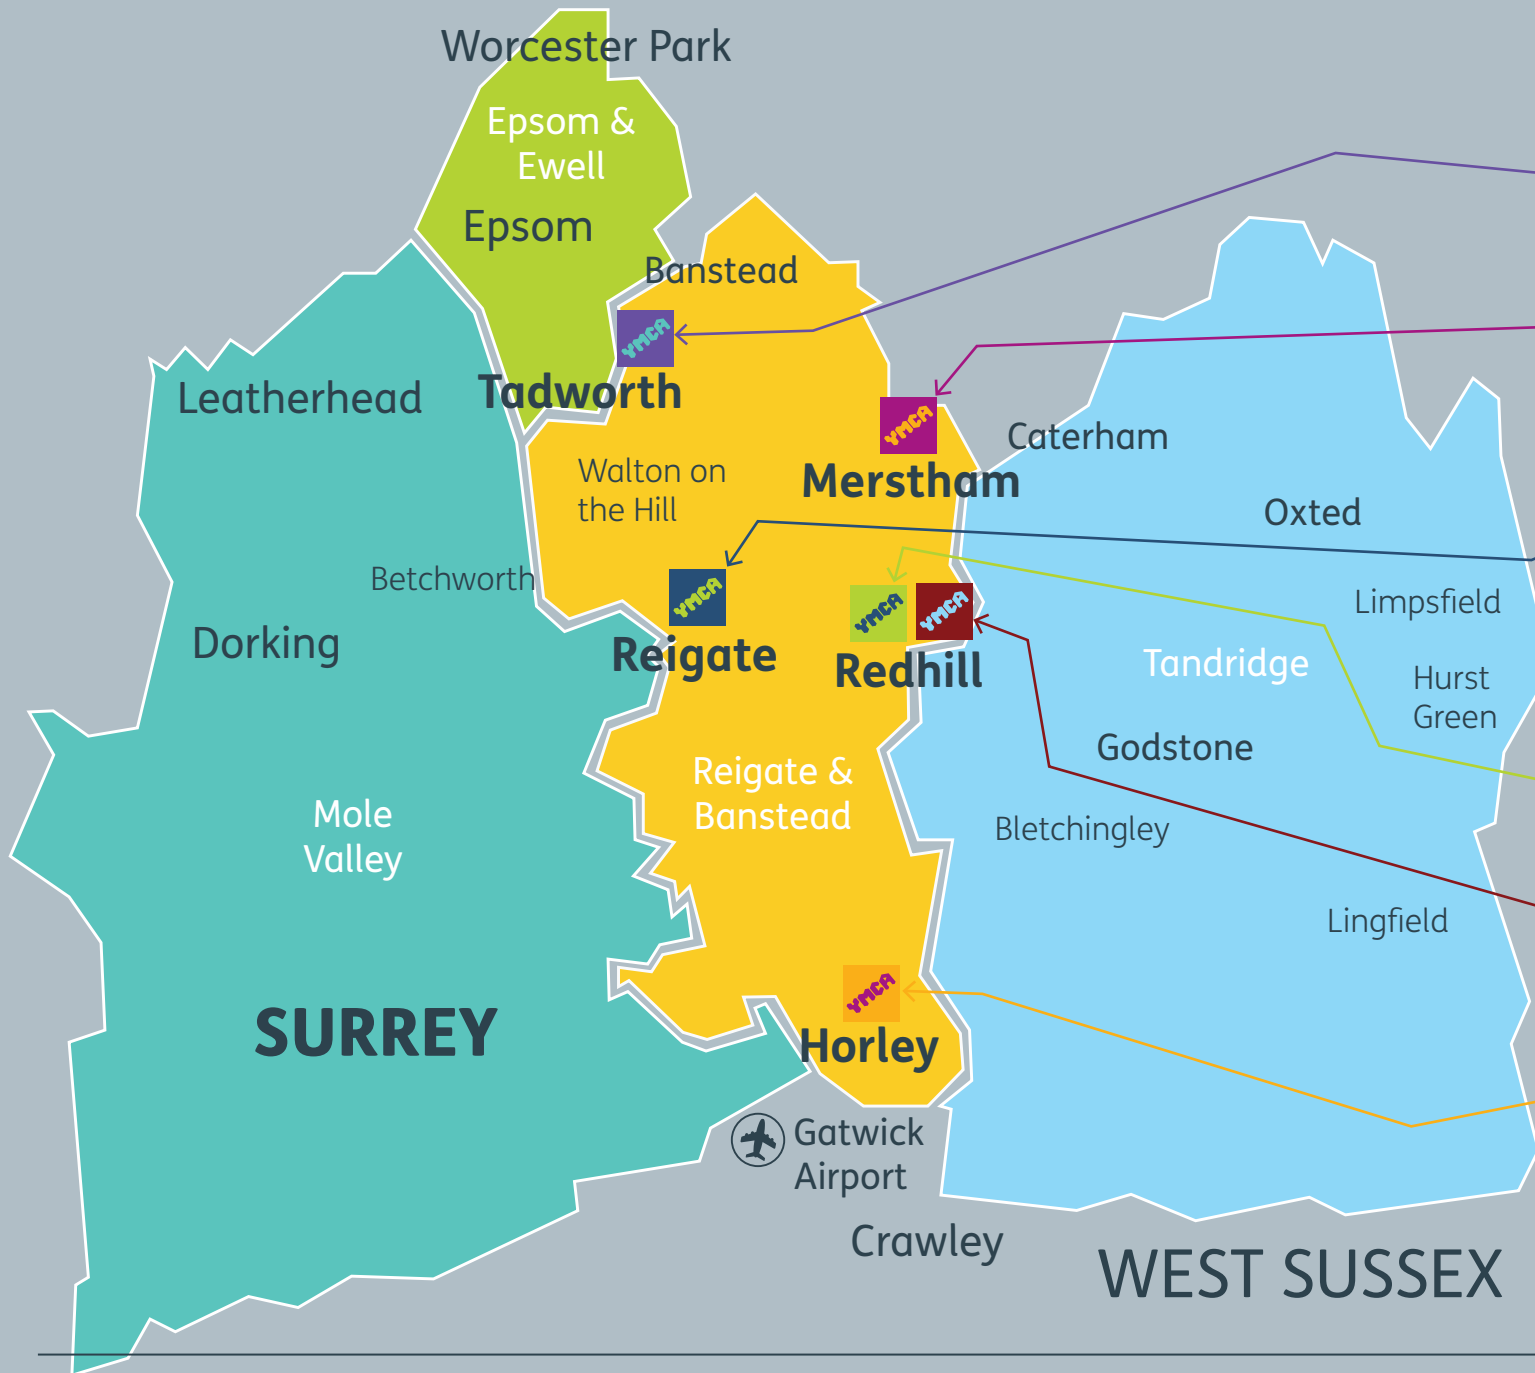 Worcester Park
Epsom &
Ewell
Epsom
Banstead
YMCA
Tadworth
Leatherhead
YMCA
Merstham
Caterham
Walton on
the Hill
Oxted
Betchworth
YMCA
Reigate
YMCA
YMCA
Redhill
Limpsfield
Dorking
Tandridge
Hurst
Green
Godstone
Reigate &
Banstead
Mole
Valley
Bletchingley
Lingfield
YMCA
Horley
SURREY
Gatwick
Airport
Crawley
WEST SUSSEX